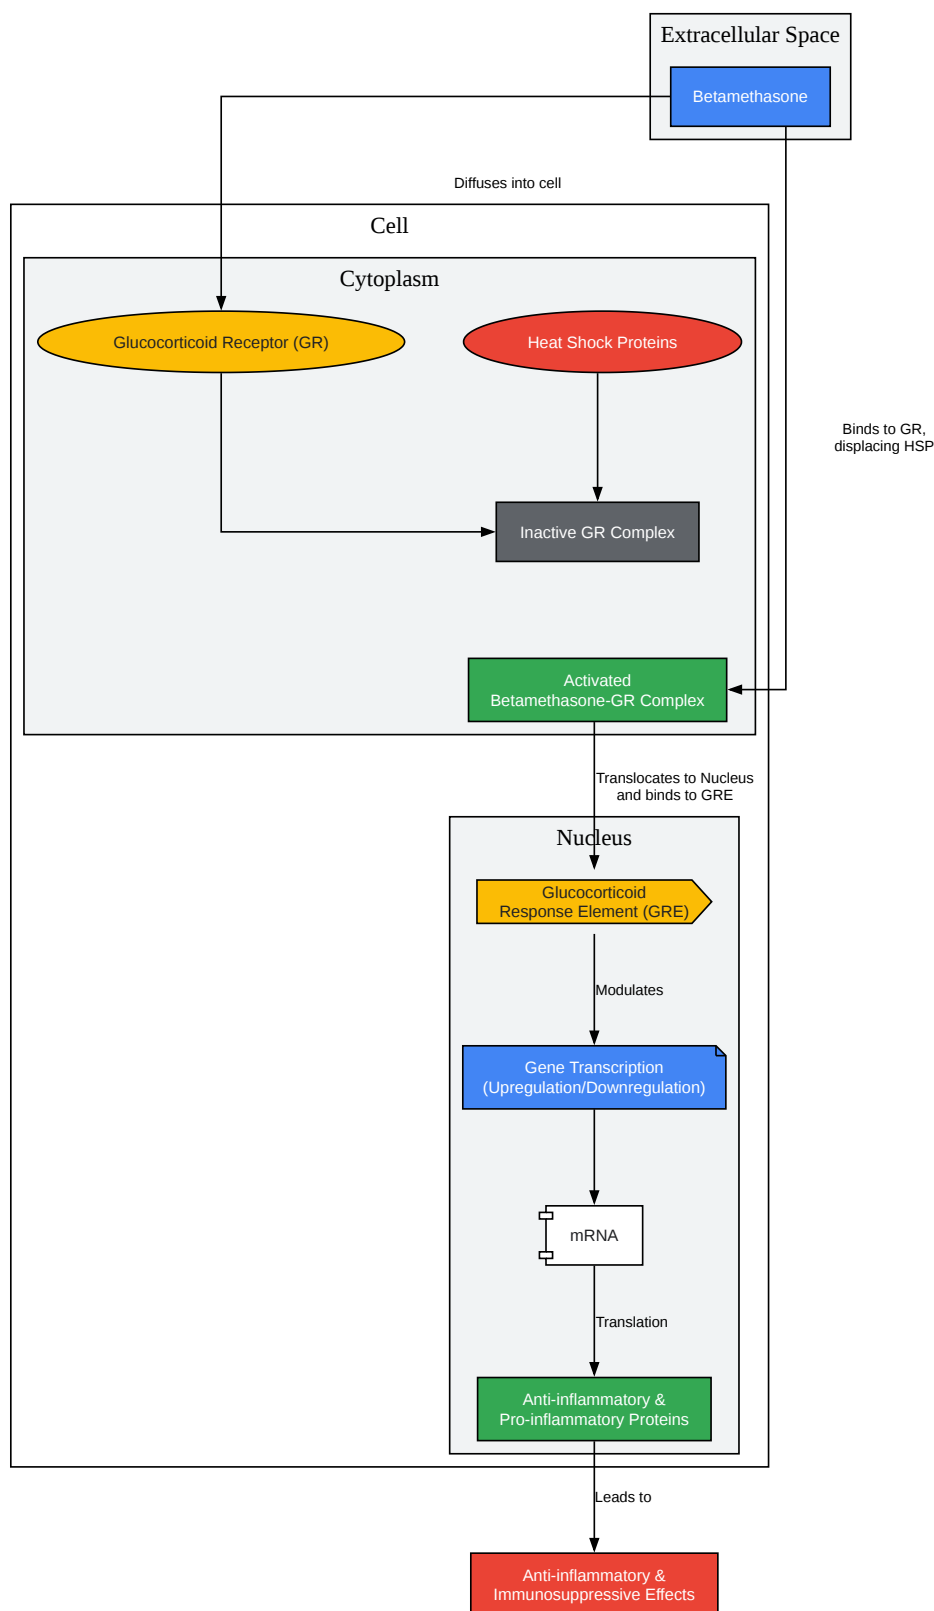 Extracellular Space
Betamethasone
Diffuses into cell
Cell
Cytoplasm
Glucocorticoid Receptor (GR)
Heat Shock Proteins
Binds to GR,
displacing HSP
Inactive GR Complex
Activated
Betamethasone-GR Complex
Translocates to Nucleus
and binds to GRE
Nucleus
Glucocorticoid
Response Element (GRE)
Modulates
Gene Transcription
(Upregulation/Downregulation)
mRNA
Translation
Anti-inflammatory &
Pro-inflammatory Proteins
Leads to
Anti-inflammatory &
Immunosuppressive Effects